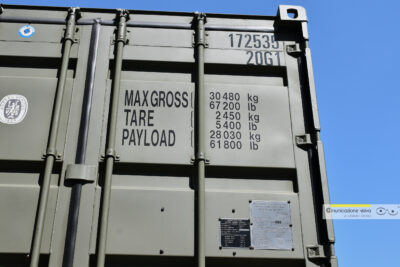 172535
20G1
MAX GROSS 30480 kg
67200 lb
TARE 2450 kg
5400 lb
PAYLOAD 28030 kg
61800 lb